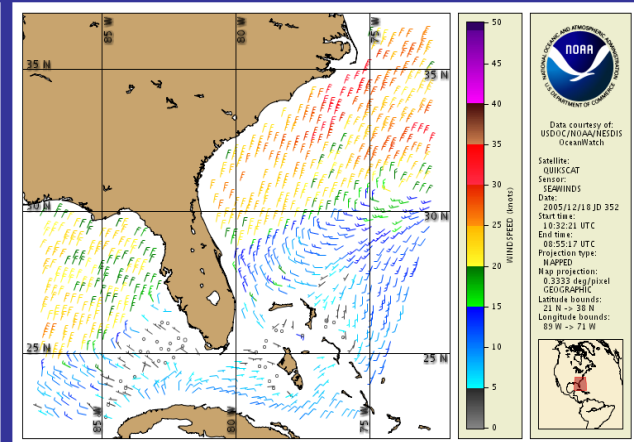 85 W
80 W
75 W
35 N
35 N
30 N
30 N
25 N
25 N
85 W
80 W
75 W
50
45
40
35
30
25
20
15
10
5
0
WINDSPEED (knots)
NATIONAL OCEANIC AND ATMOSPHERIC ADMINISTRATION
NOAA
U.S. DEPARTMENT OF COMMERCE
Data courtesy of:
USDOC/NOAA/NESDIS
OceanWatch
Satellite:
QUIKSCAT
Sensor:
SEAWINDS
Date:
2005/12/18 JD 352
Start time:
10:32:21 UTC
End time:
08:55:17 UTC
Projection type:
MAPPED
Map projection:
0.3333 deg/pixel
GEOGRAPHIC
Latitude bounds:
21 N -> 38 N
Longitude bounds:
89 W -> 71 W